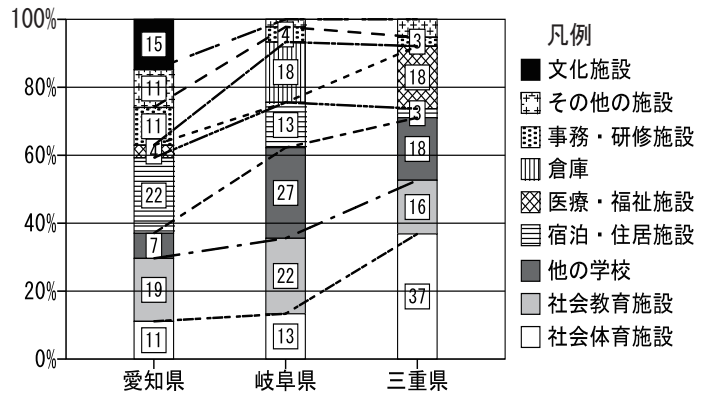 100%
80%
60%
40%
20%
0%
15
11
11
4
22
7
19
11
4
18
13
27
22
13
3
18
3
18
16
37
愛知県
岐阜県
三重県
凡例
文化施設
その他の施設
事務・研修施設
倉庫
医療・福祉施設
宿泊・住居施設
他の学校
社会教育施設
社会体育施設